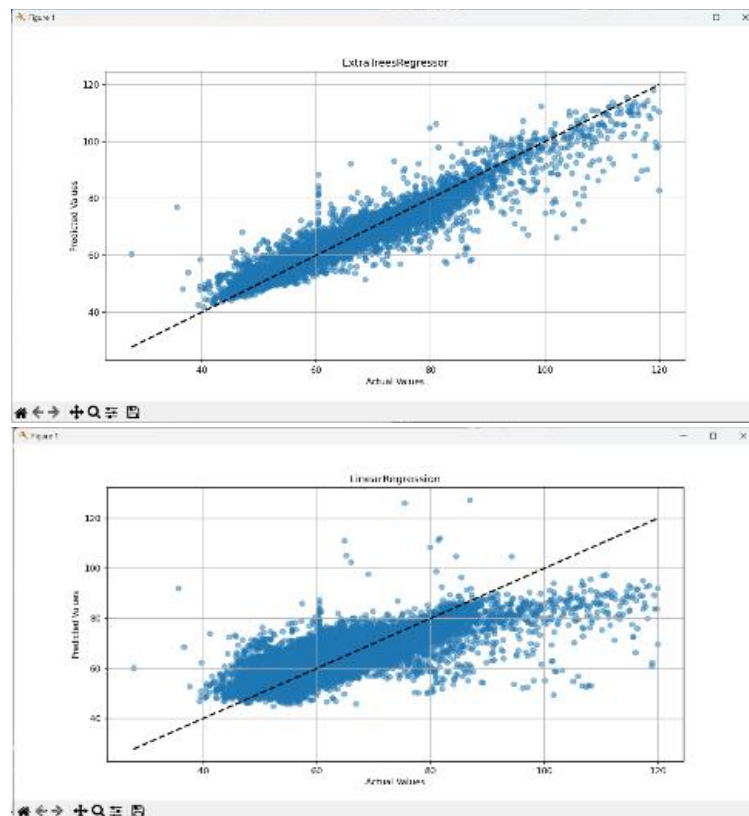 Figure 1
ExtraTreesRegressor
120
100
80
60
40
Predicted Values
40 60 80 100 120
Actual Values
Figure 1
LinearRegression
120
100
80
60
40
Predicted Values
40 60 80 100 120
Actual Values